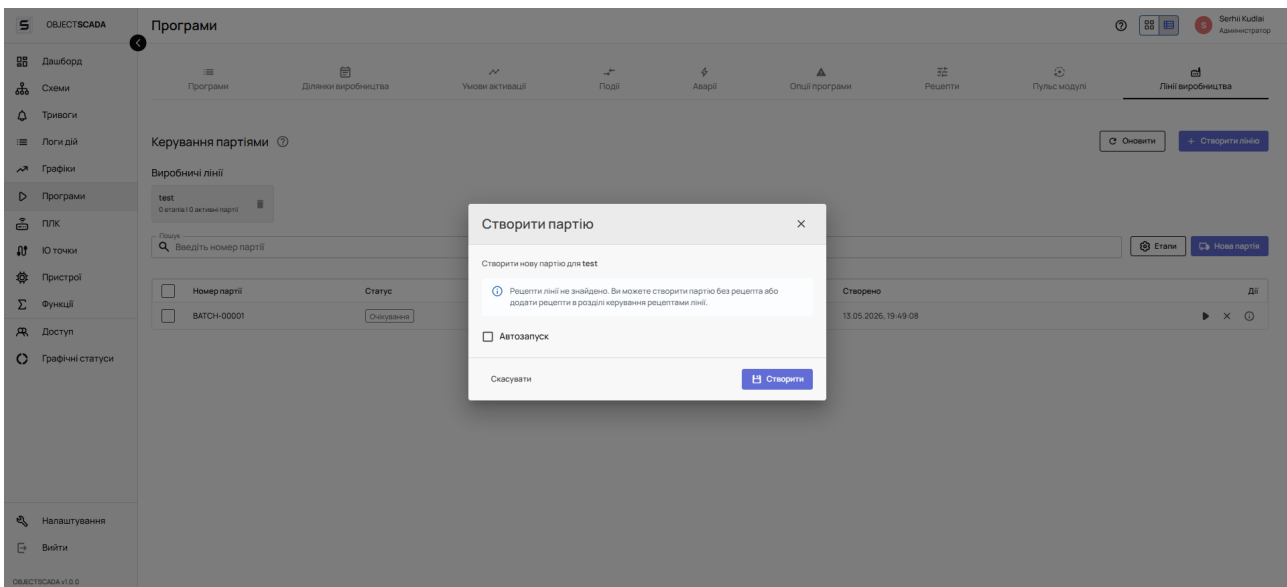 OBJECTSCADA
Програми
Serhii Kudlai
Администратор
S
Дашборд
Схеми
Тривоги
Логи дій
Графіки
Програми
ПЛК
IO точки
Пристрої
Функції
Доступ
Графічні статуси
Налаштування
Вийти
OBJECTSCADA v1.0.0
Програми
Ділянки виробництва
Умови активації
Події
Аварії
Опції програми
Рецепти
Пульс модулі
Лінії виробництва
Керування партіями
Оновити
+ Створити лінію
Виробничі лінії
test
0 етапів | 0 активні партії
Пошук
Введіть номер партії
Етапи
Нова партія
Номер партії
Статус
Створено
Дії
BATCH-00001
Очікування
13.05.2026, 19:49:08
Створити партію
Створити нову партію для test
Рецепти лінії не знайдено. Ви можете створити партію без рецепта або
додати рецепти в розділі керування рецептами лінії.
Автозапуск
Скасувати
Створити